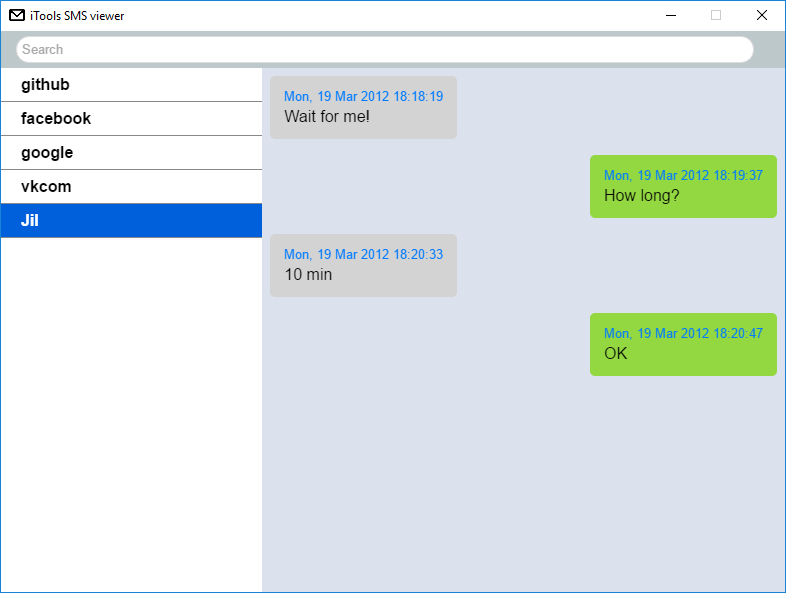 iTools SMS viewer
Search
github
facebook
google
vkcom
Jil
Mon, 19 Mar 2012 18:18:19
Wait for me!
Mon, 19 Mar 2012 18:19:37
How long?
Mon, 19 Mar 2012 18:20:33
10 min
Mon, 19 Mar 2012 18:20:47
OK